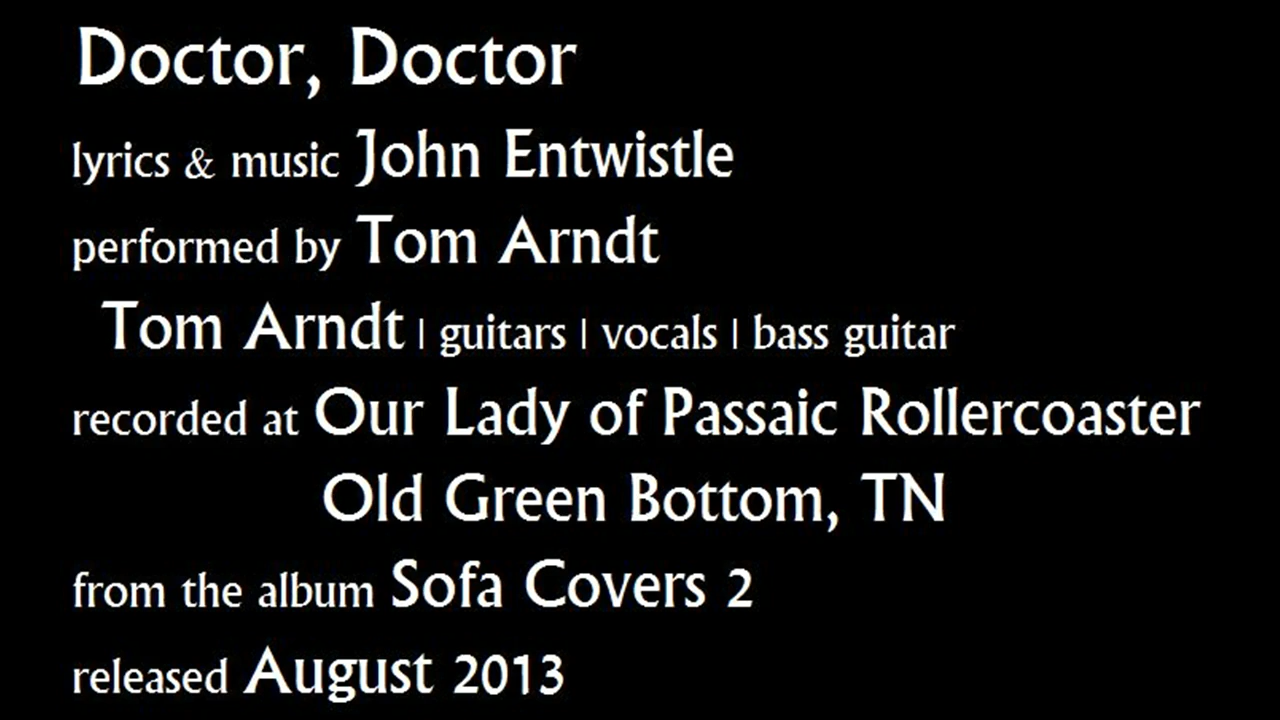 Doctor, Doctor
lyrics & music John Entwistle
performed by Tom Arndt
Tom Arndt | guitars | vocals | bass guitar
recorded at Our Lady of Passaic Rollercoaster
Old Green Bottom, TN
from the album Sofa Covers 2
released August 2013